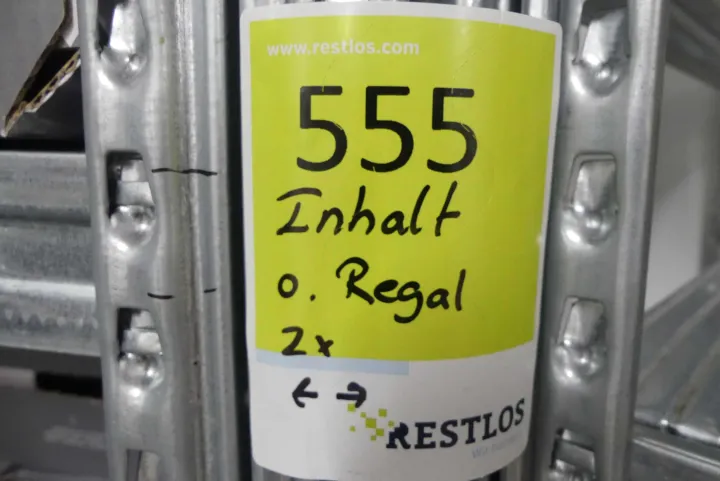 www.restlos.com
555
Inhalt
o. Regal
2x
← →
RESTLOS